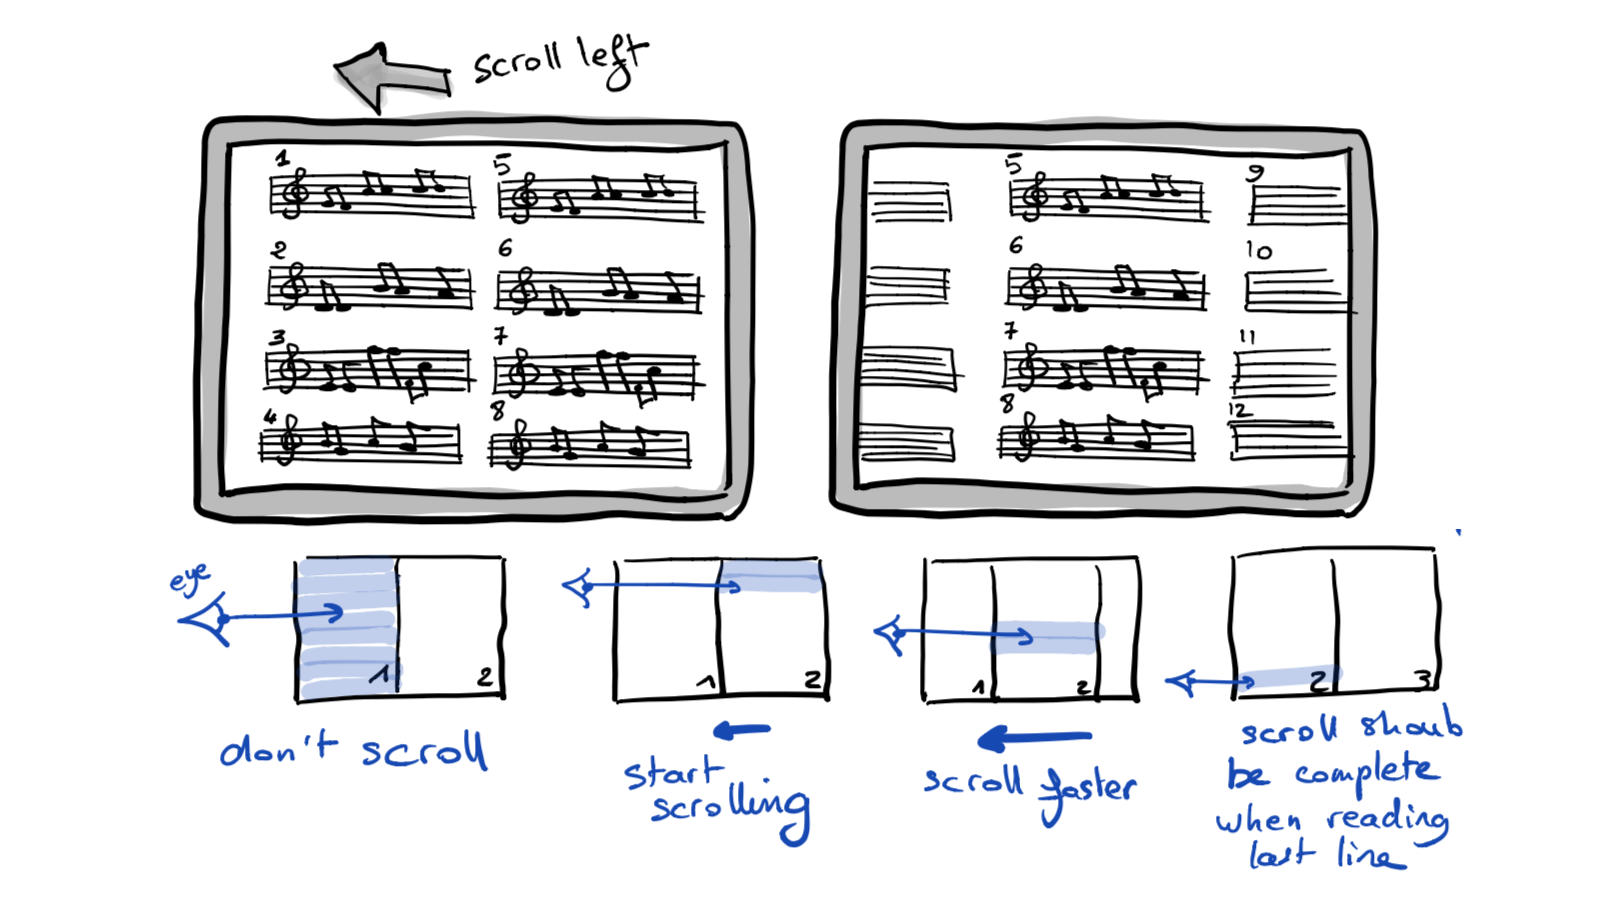 scroll left
1
5
2
6
3
7
4
8
5
9
6
10
7
11
8
12
eye
1
2
1
2
1
2
2
3
don't scroll
start
scrolling
scroll faster
scroll shoub
be complete
when reading
last line